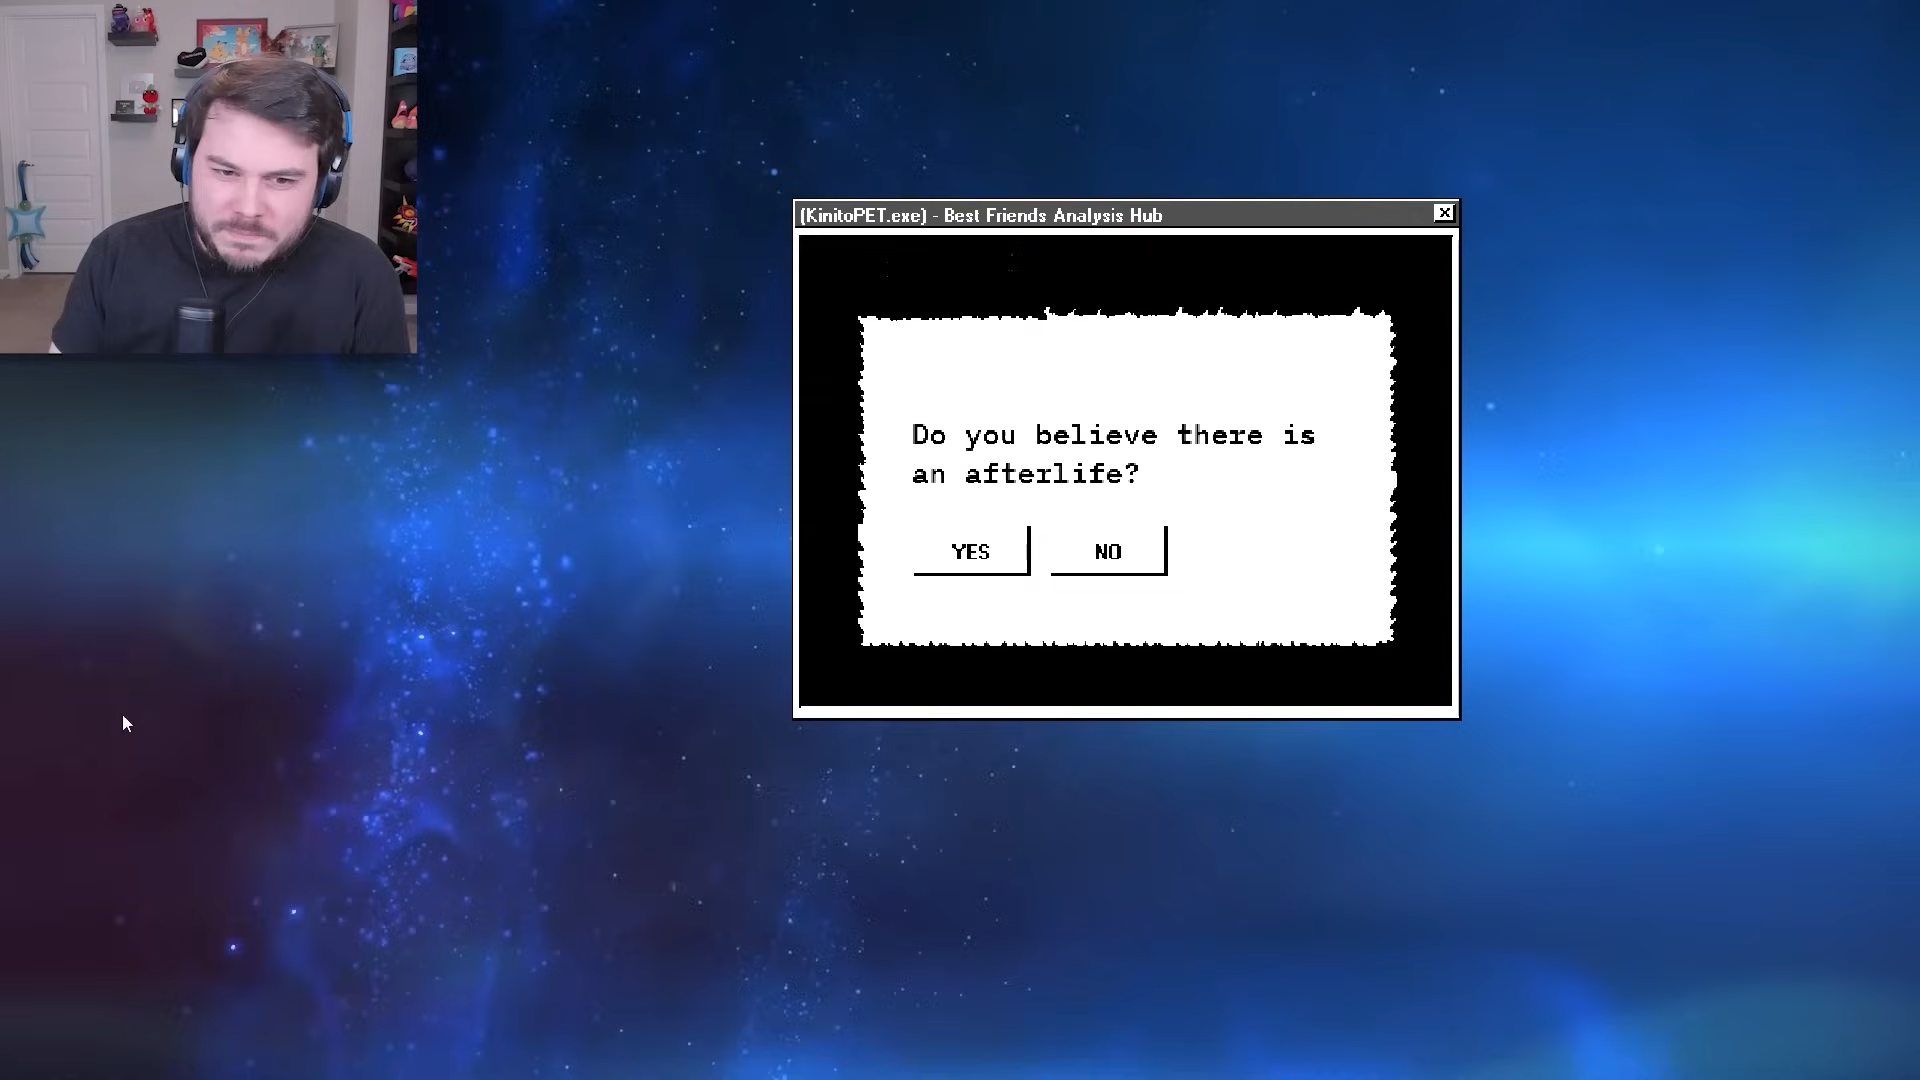 (KinitoPET.exe) - Best Friends Analysis Hub
Do you believe there is
an afterlife?
YES NO